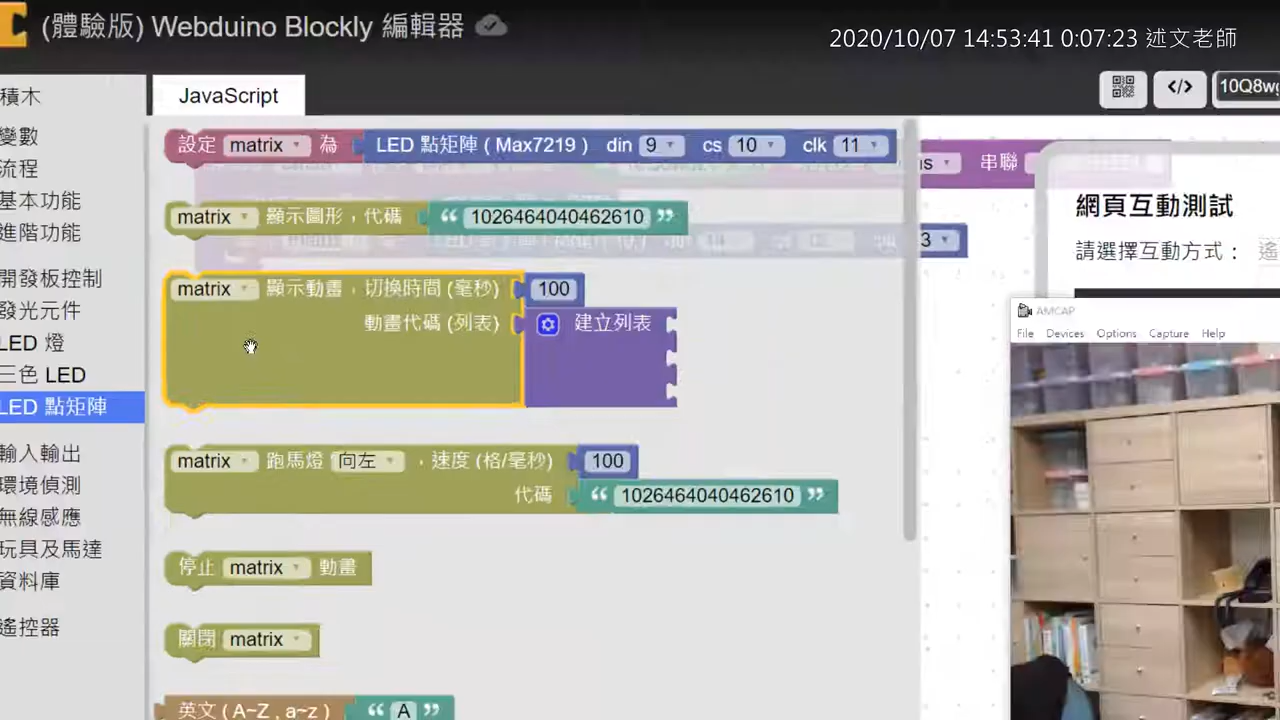 (體驗版) Webduino Blockly 編輯器
2020/10/07 14:53:41 0:07:23 述文老師
積木
JavaScript
</>
10Q8wg
變數
流程
基本功能
進階功能
開發板控制
發光元件
LED 燈
三色 LED
LED 點矩陣
輸入輸出
環境偵測
無線感應
玩具及馬達
資料庫
遙控器
設定 matrix 為 LED 點矩陣 ( Max7219 ) din 9 cs 10 clk 11
matrix 顯示圖形，代碼 “ 1026464040462610 ”
matrix 顯示動畫，切換時間 (毫秒) 100
動畫代碼 (列表) 建立列表
matrix 跑馬燈 向左 ，速度 (格/毫秒) 100
代碼 “ 1026464040462610 ”
停止 matrix 動畫
關閉 matrix
英文 ( A~Z , a~z ) “ A ”
串聯
3
網頁互動測試
請選擇互動方式：
AMCAP
File Devices Options Capture Help